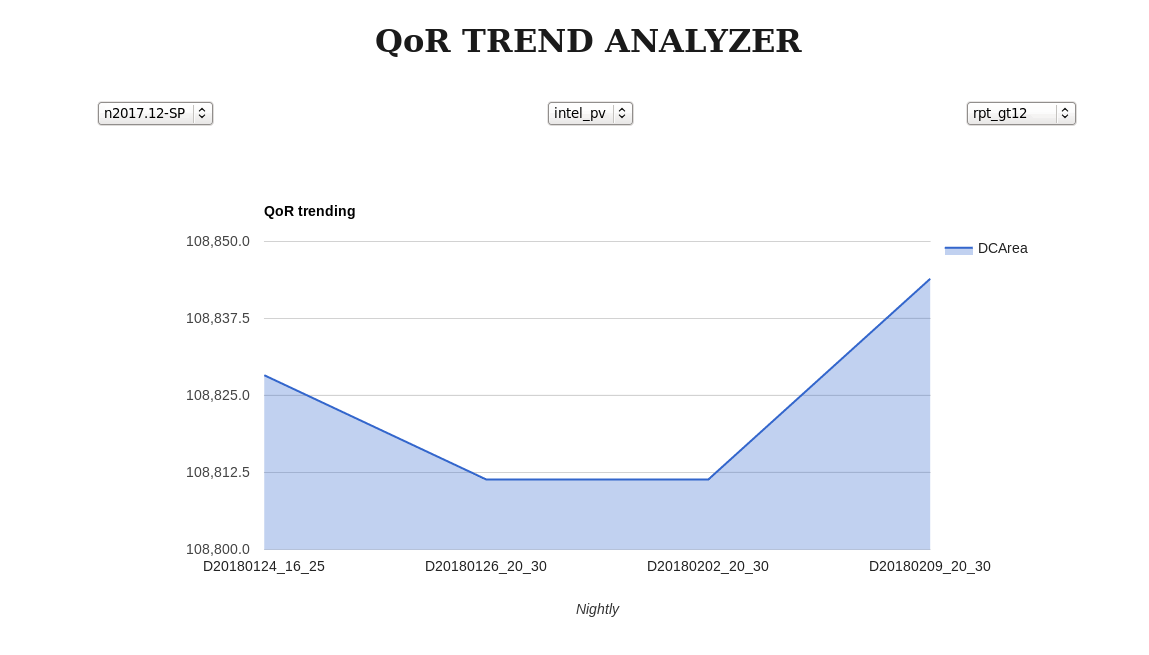 QoR TREND ANALYZER
n2017.12-SP
intel_pv
rpt_gt12
QoR trending
108,850.0
DCArea
108,837.5
108,825.0
108,812.5
108,800.0
D20180124_16_25
D20180126_20_30
D20180202_20_30
D20180209_20_30
Nightly